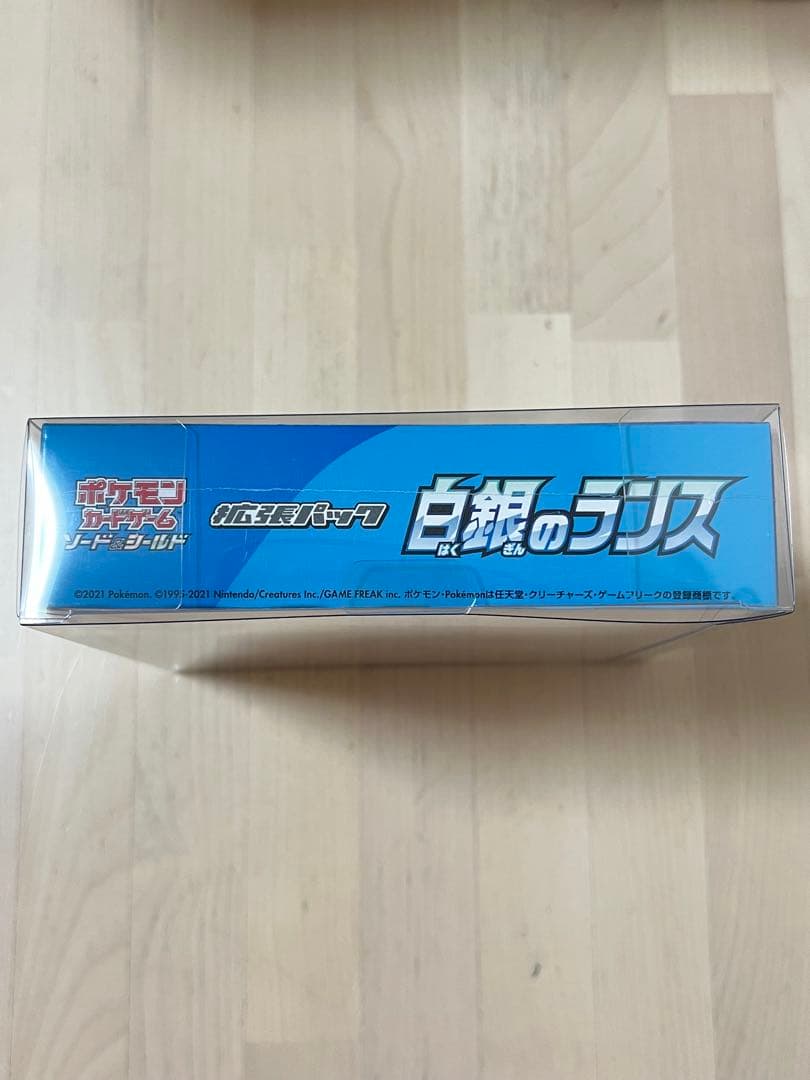 ポケモン
カードゲーム
ソード&シールド
拡張パック
白銀のランス
はく ぎん
©2021 Pokémon. ©1995-2021 Nintendo/Creatures Inc./GAME FREAK inc. ポケモン・Pokémonは任天堂・クリーチャーズ・ゲームフリークの登録商標です。